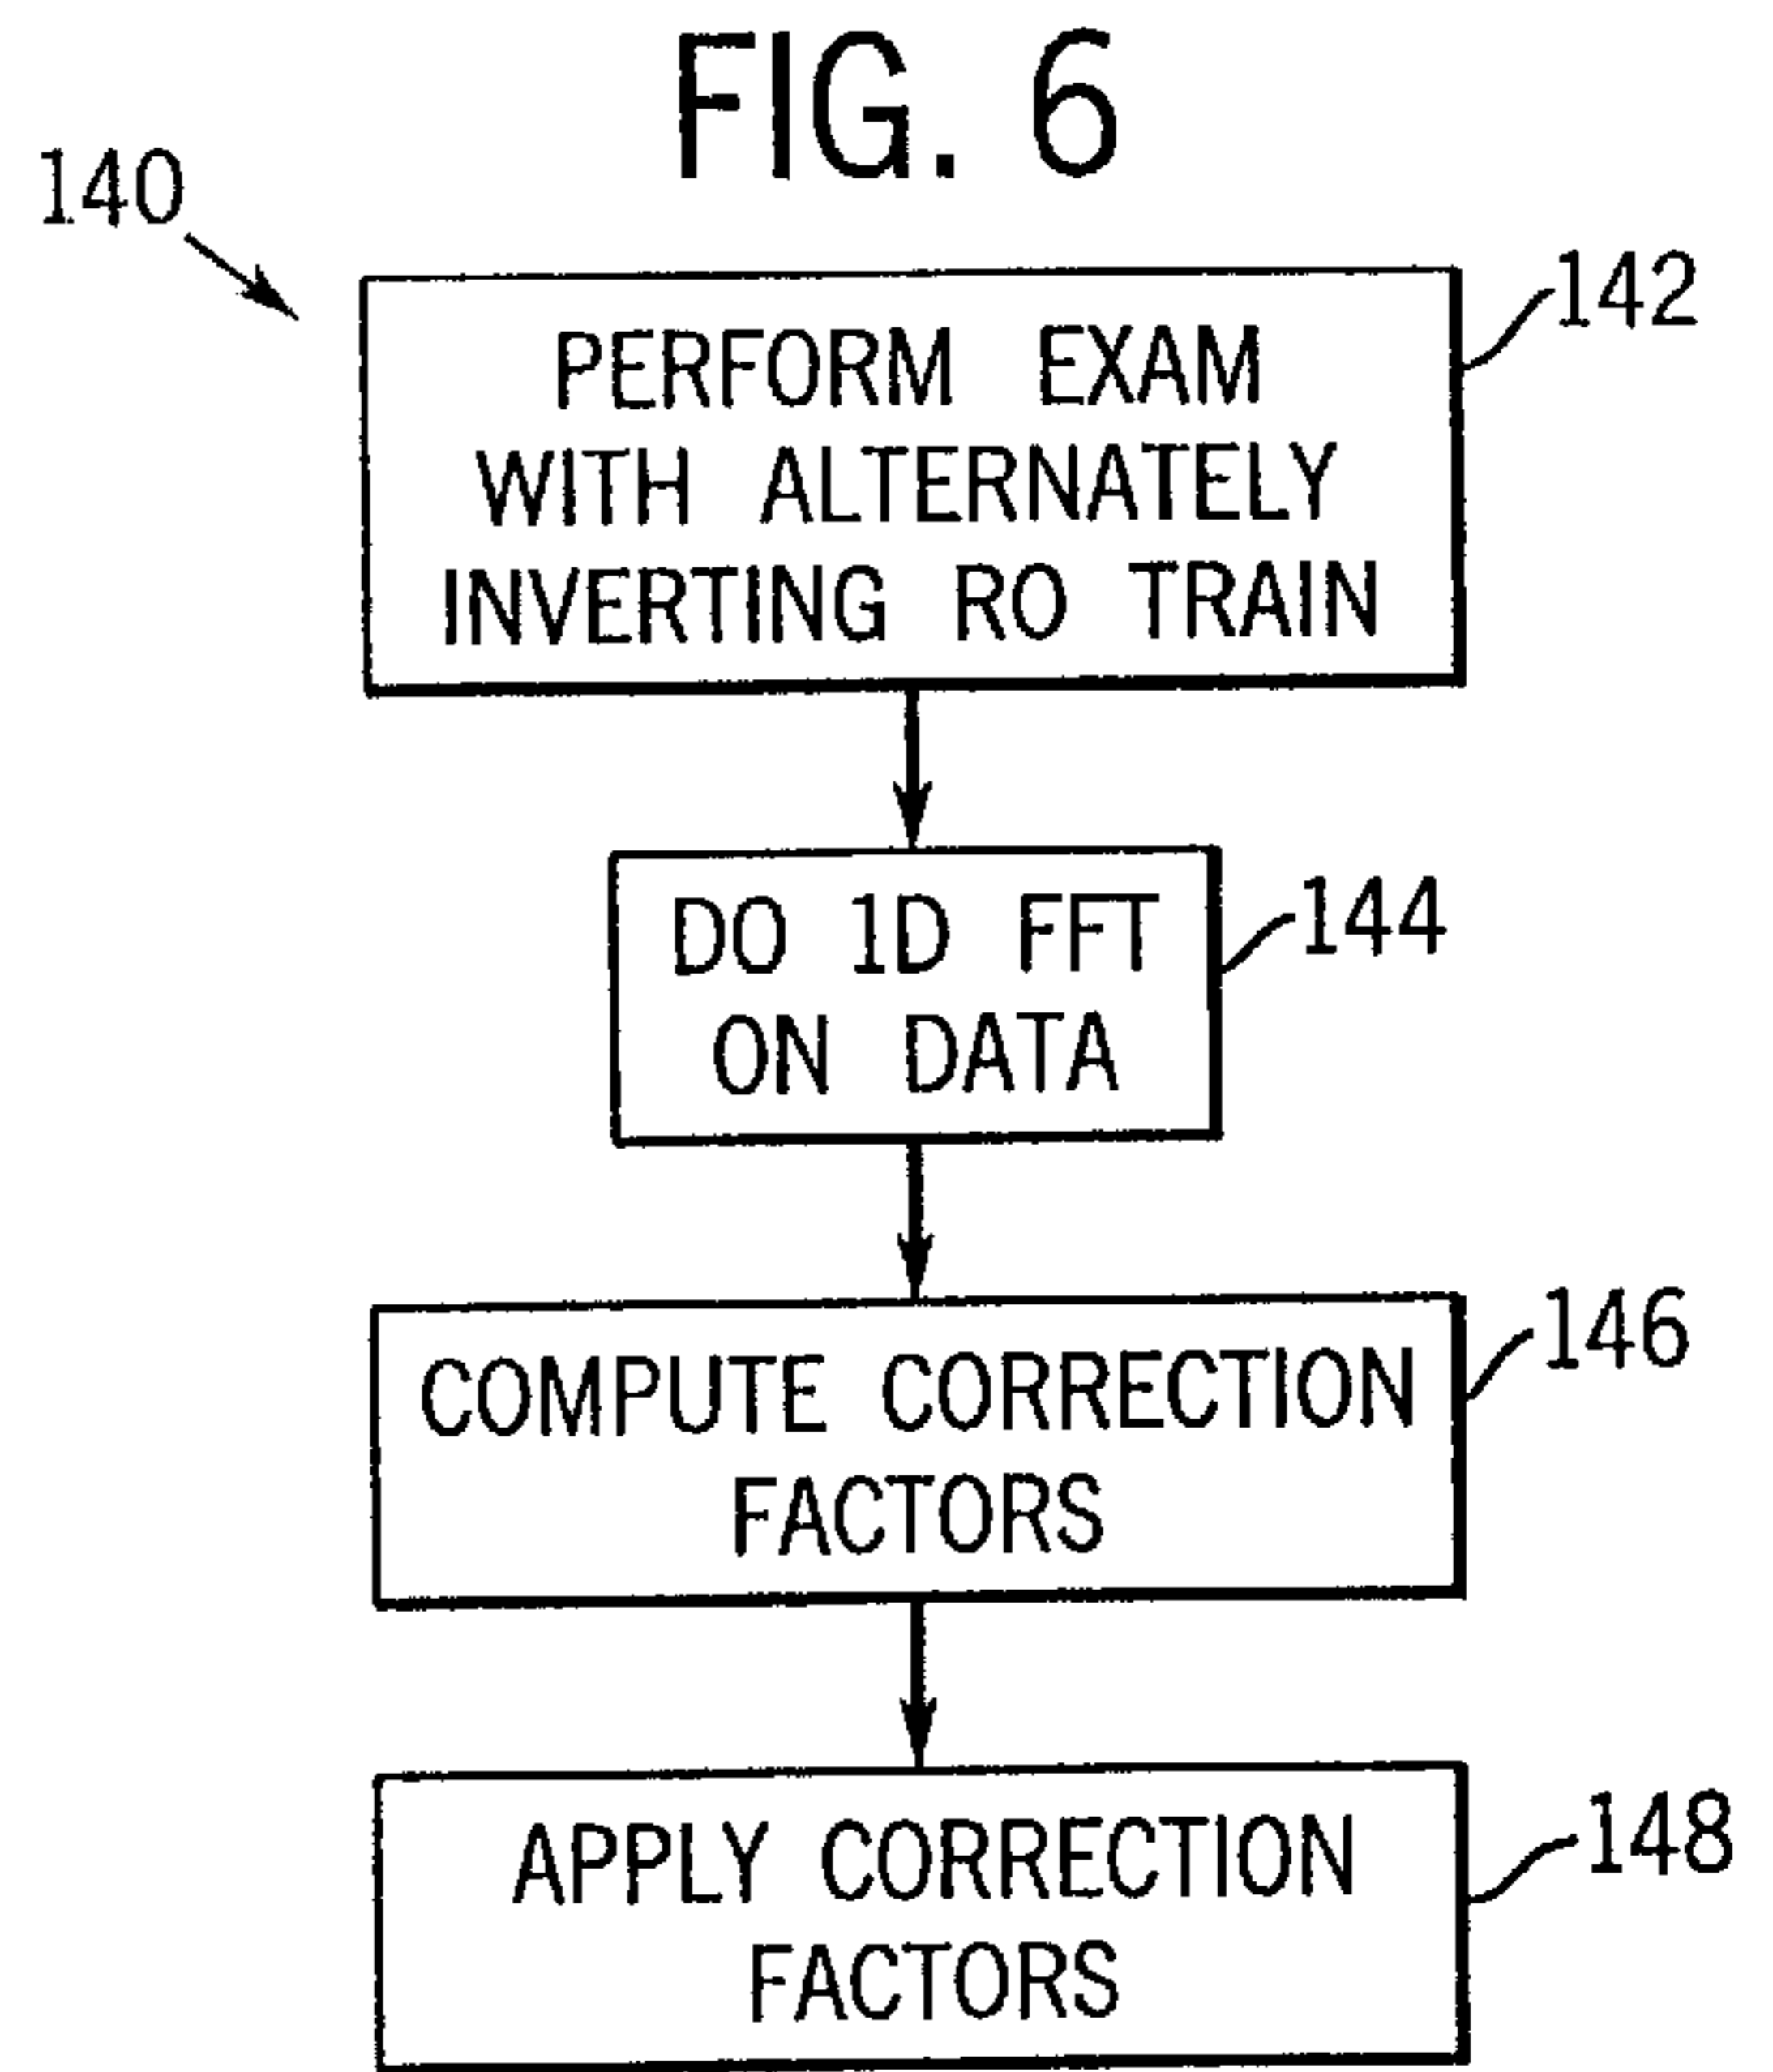 FIG. 6
140
142
PERFORM EXAM
WITH ALTERNATELY
INVERTING RO TRAIN
DO 1D FFT
ON DATA
144
COMPUTE CORRECTION
FACTORS
146
APPLY CORRECTION
FACTORS
148